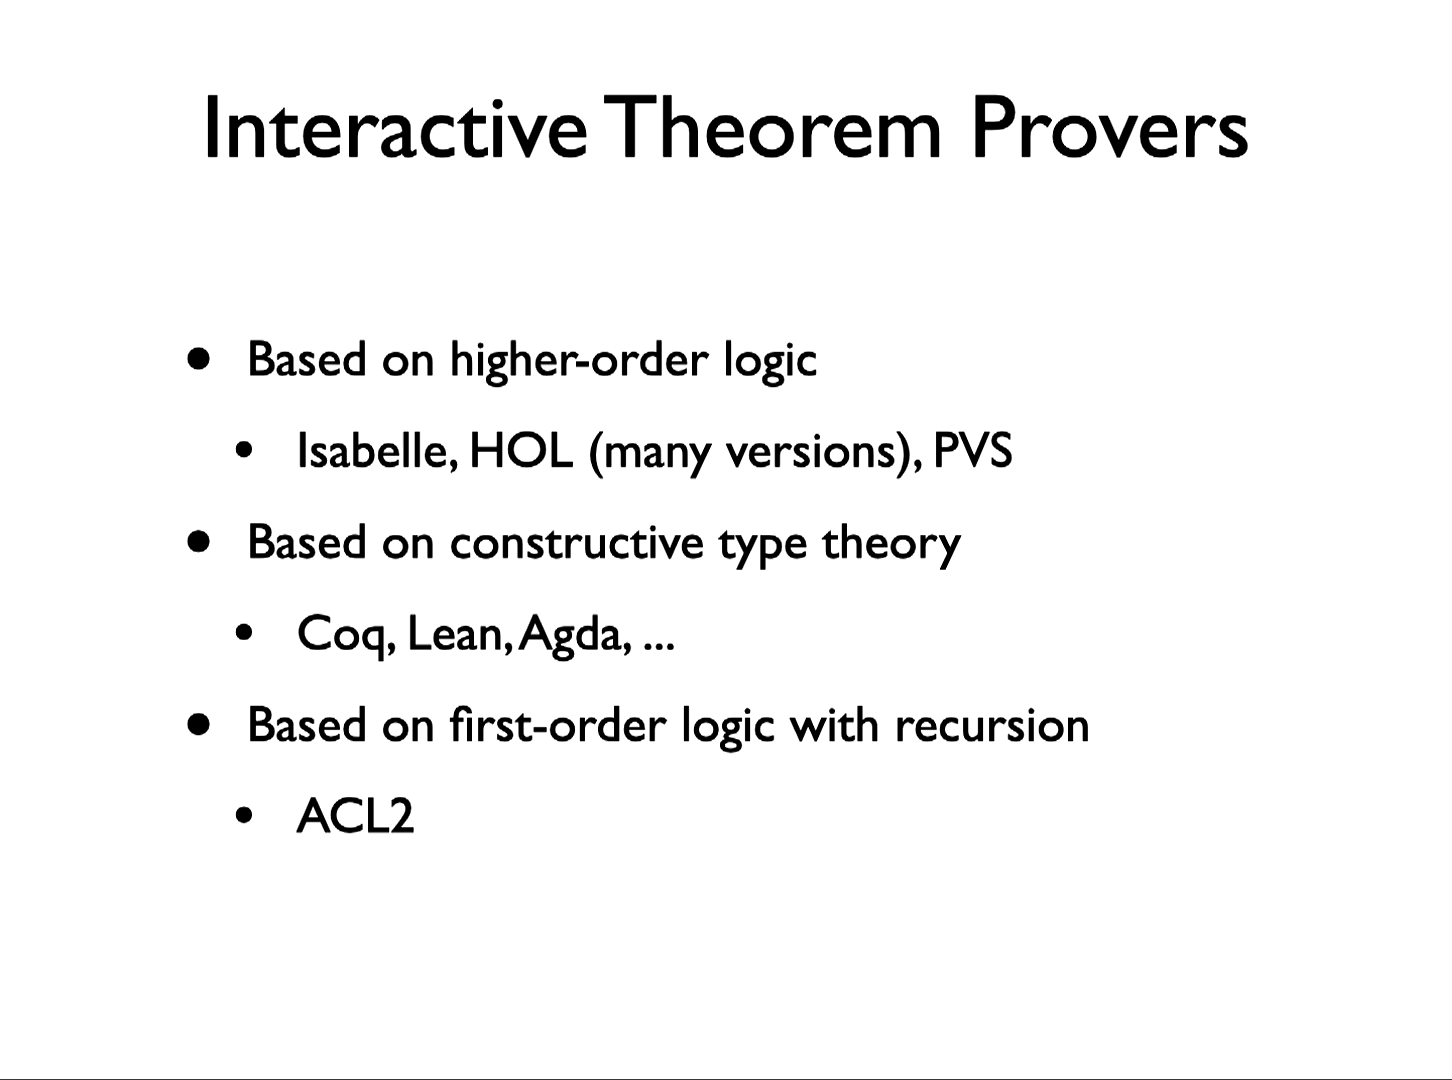 Interactive Theorem Provers
• Based on higher-order logic
• Isabelle, HOL (many versions), PVS
• Based on constructive type theory
• Coq, Lean, Agda, ...
• Based on first-order logic with recursion
• ACL2